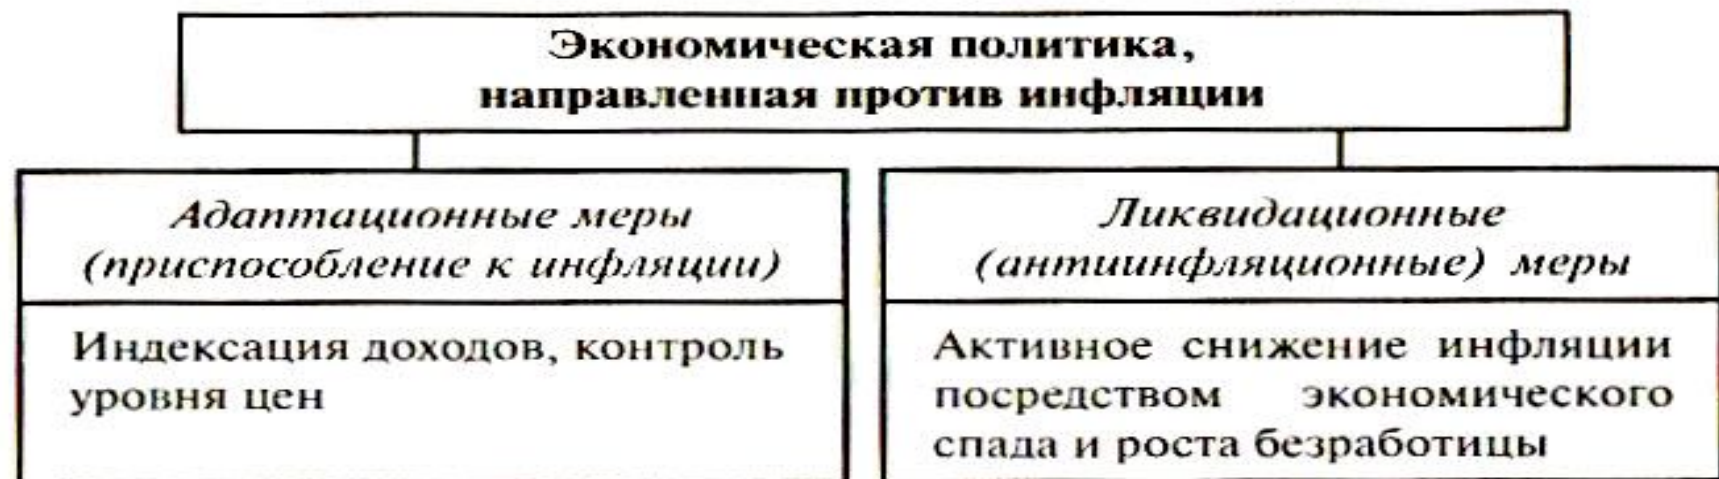 Экономическая политика,
направленная против инфляции
Адаптационные меры
(приспособление к инфляции)
Индексация доходов, контроль
уровня цен
Ликвидационные
(антиинфляционные) меры
Активное снижение инфляции
посредством экономического
спада и роста безработицы